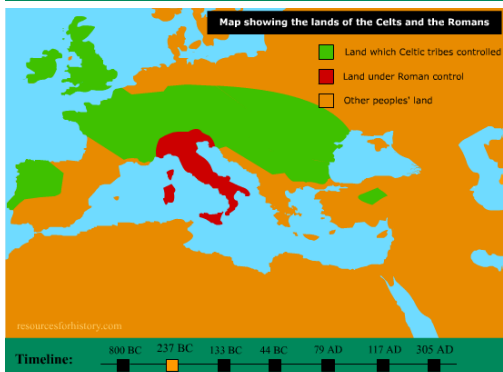 Map showing the lands of the Celts and the Romans
Land which Celtic tribes controlled
Land under Roman control
Other peoples' land
resourcesforhistory.com
Timeline:
800 BC 237 BC 133 BC 44 BC 79 AD 117 AD 305 AD